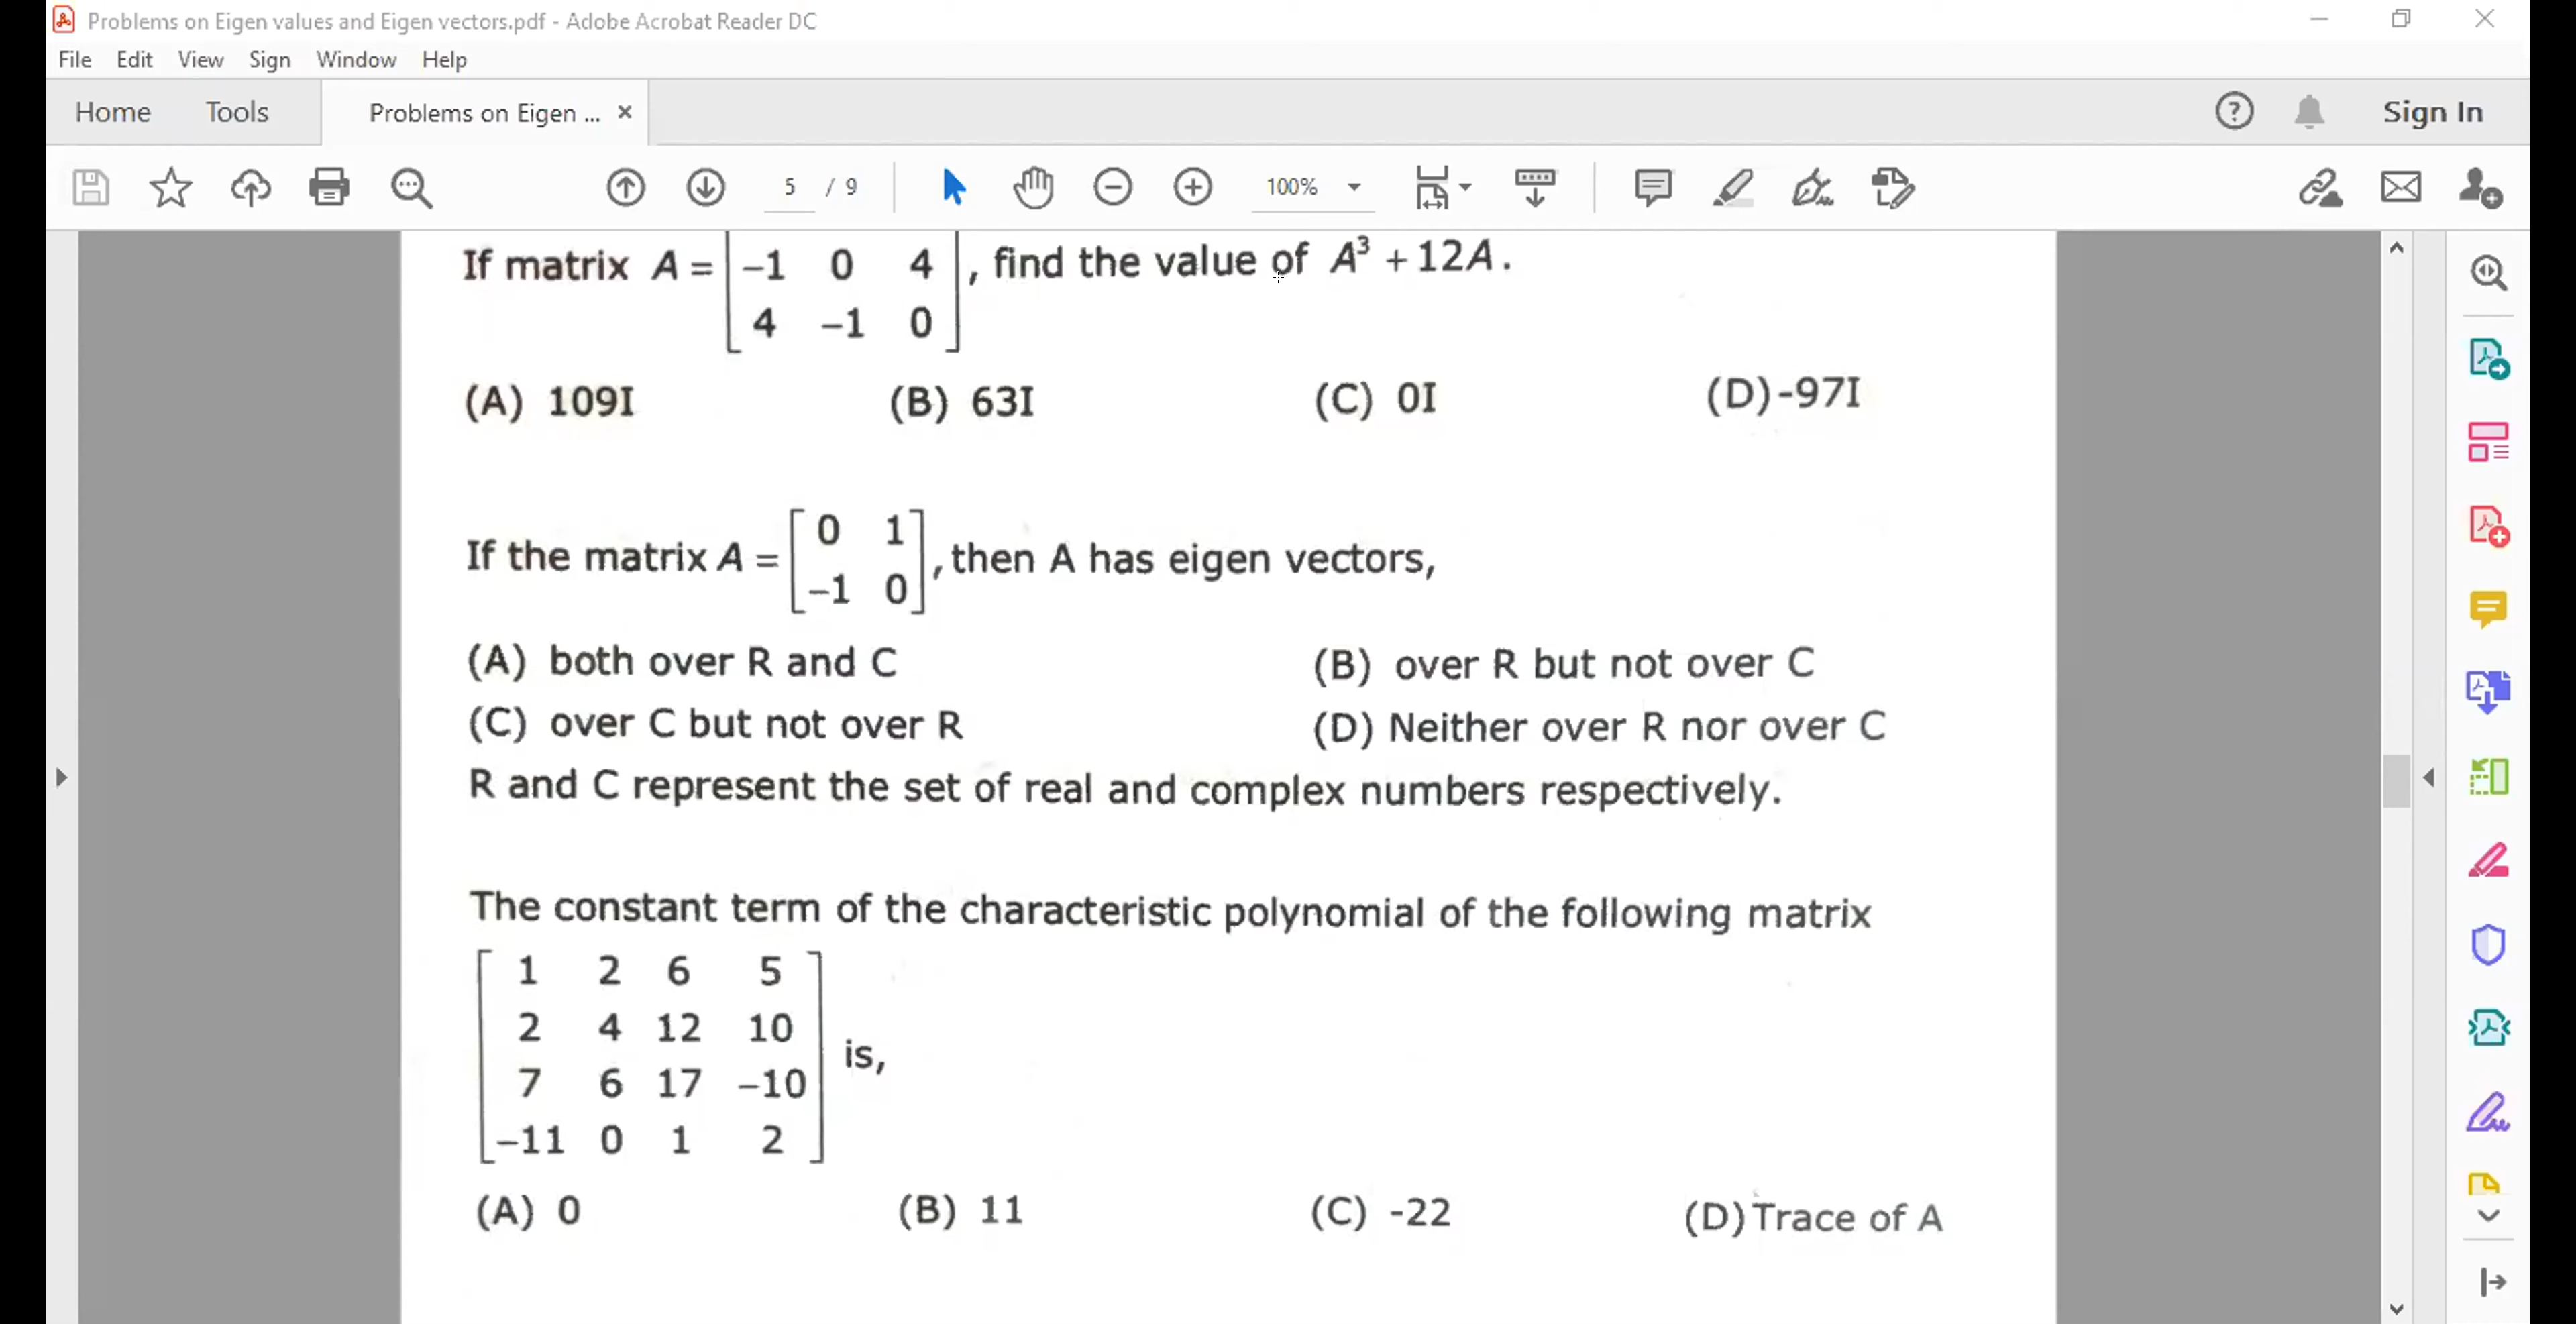 Problems on Eigen values and Eigen vectors.pdf - Adobe Acrobat Reader DC
File Edit View Sign Window Help
Home Tools Problems on Eigen ... × Sign In
5 / 9 100%
If matrix A = [-1 0 4
4 -1 0], find the value of A³ + 12A.
(A) 109I (B) 63I (C) 0I (D) -97I
If the matrix A = [0 1
-1 0], then A has eigen vectors,
(A) both over R and C (B) over R but not over C
(C) over C but not over R (D) Neither over R nor over C
R and C represent the set of real and complex numbers respectively.
The constant term of the characteristic polynomial of the following matrix
1 2 6 5
2 4 12 10
is,
7 6 17 -10
-11 0 1 2
(A) 0 (B) 11 (C) -22 (D) Trace of A